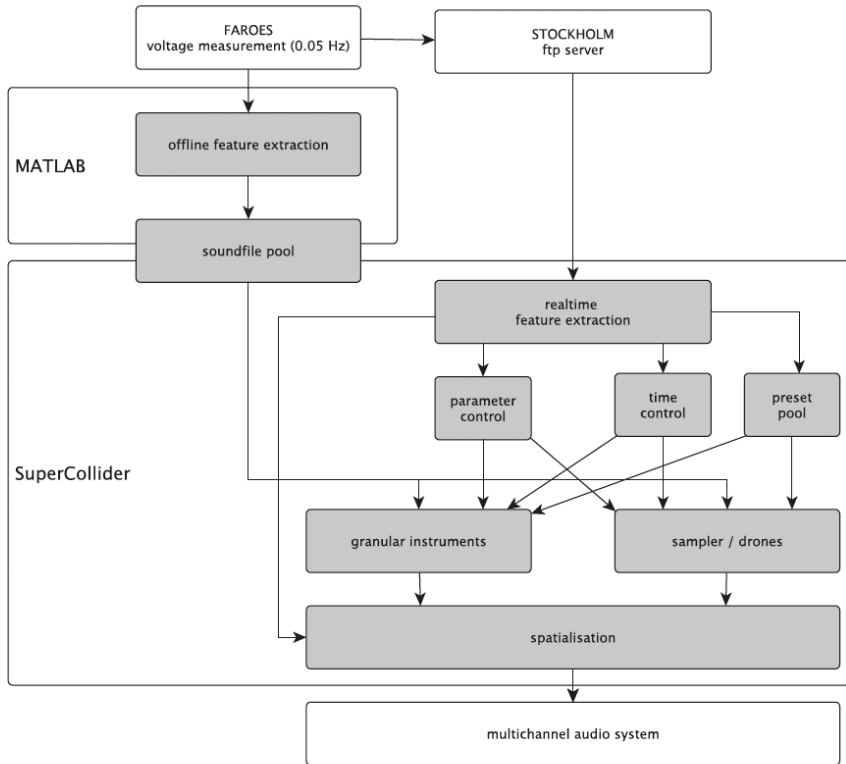 FAROES
voltage measurement (0.05 Hz)
STOCKHOLM
ftp server
offline feature extraction
MATLAB
soundfile pool
realtime
feature extraction
parameter
control
time
control
preset
pool
SuperCollider
granular instruments
sampler / drones
spatialisation
multichannel audio system